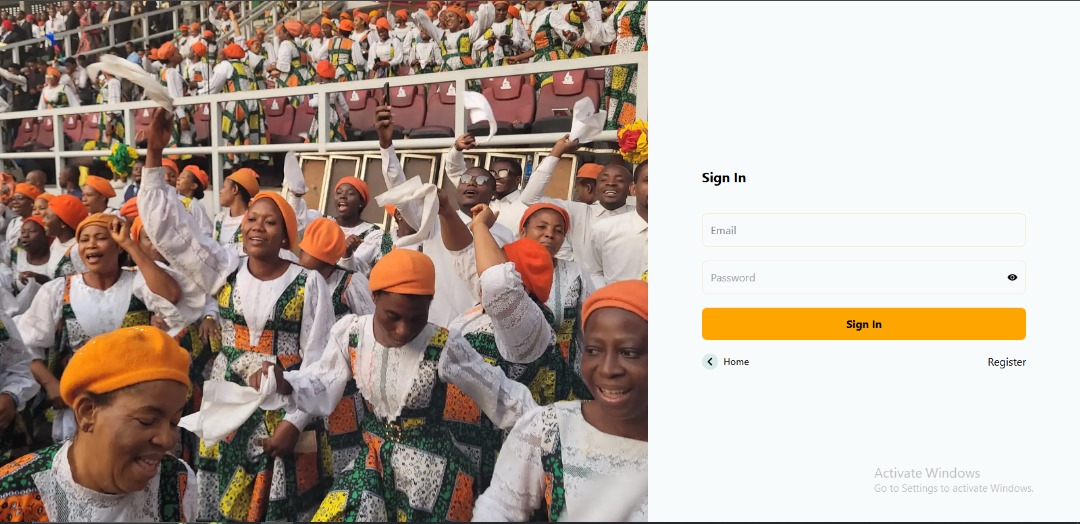 Sign In
Email
Password
Sign In
Home
Register
Activate Windows
Go to Settings to activate Windows.